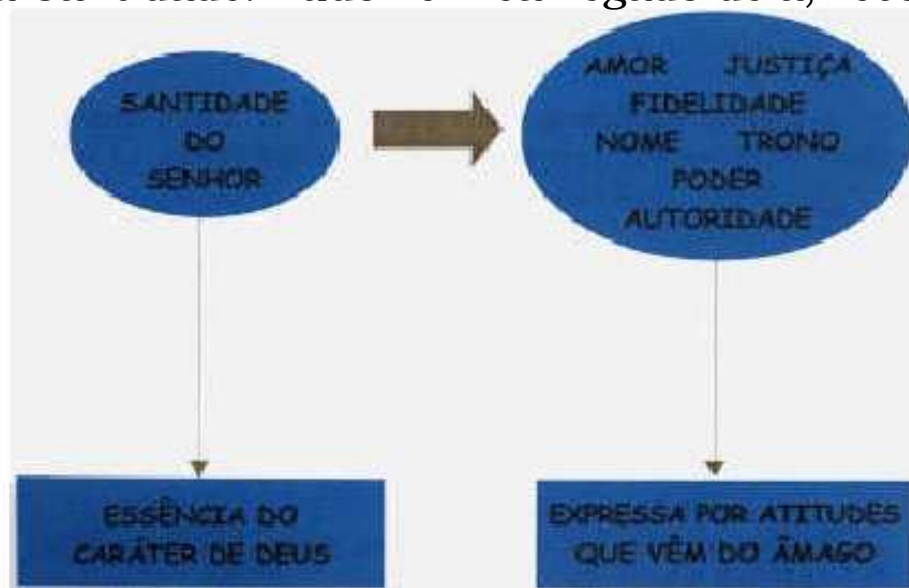 SANTIDADE
DO
SENHOR
AMOR JUSTIÇA
FIDELIDADE
NOME TRONO
PODER
AUTORIDADE
ESSÊNCIA DO
CARÁTER DE DEUS
EXPRESSA POR ATITUDES
QUE VÊM DO ÂMAGO